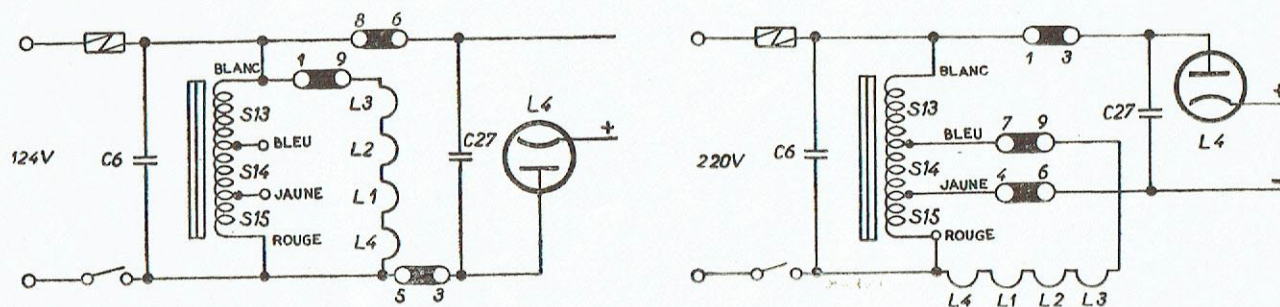 8 6
BLANC
1 9
S13
L3
BLEU
L2
124V
C6
S14
JAUNE
L1
S15
ROUGE
L4
C27
L4
+
5 3
1 3
BLANC
S13
BLEU
7 9
220V
C6
S14
JAUNE
4 6
S15
ROUGE
C27
L4
+
-
L4 L1 L2 L3